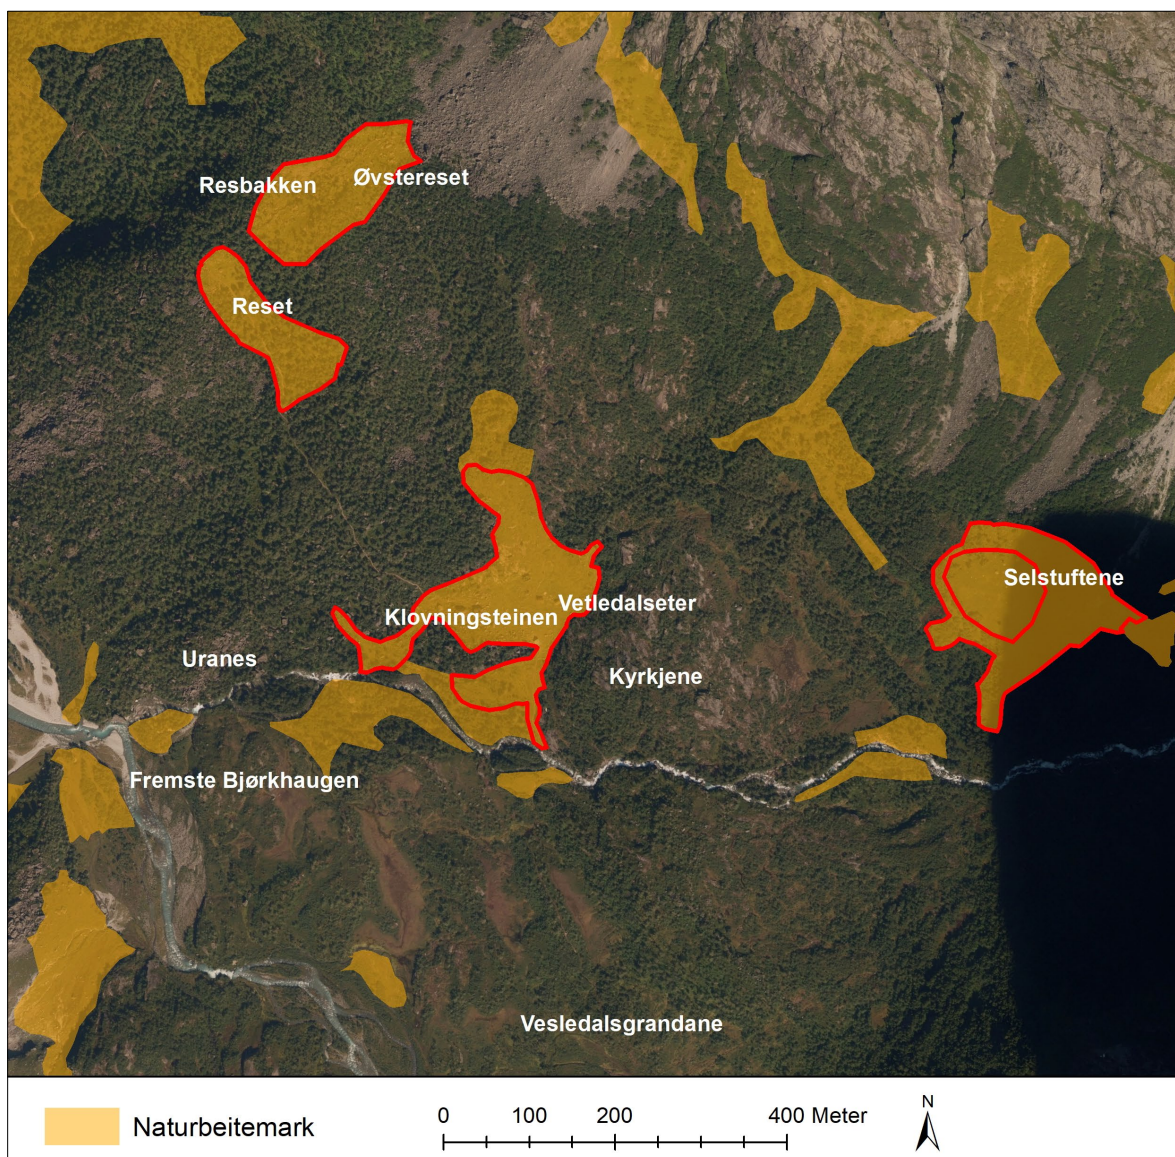 Resbakken
Øvstereset
Reset
Klovningsteinen
Vetledalseter
Selstuftene
Uranes
Kyrkjene
Fremste Bjørkhaugen
Vesledalsgrandane
Naturbeitemark
0 100 200 400 Meter
N